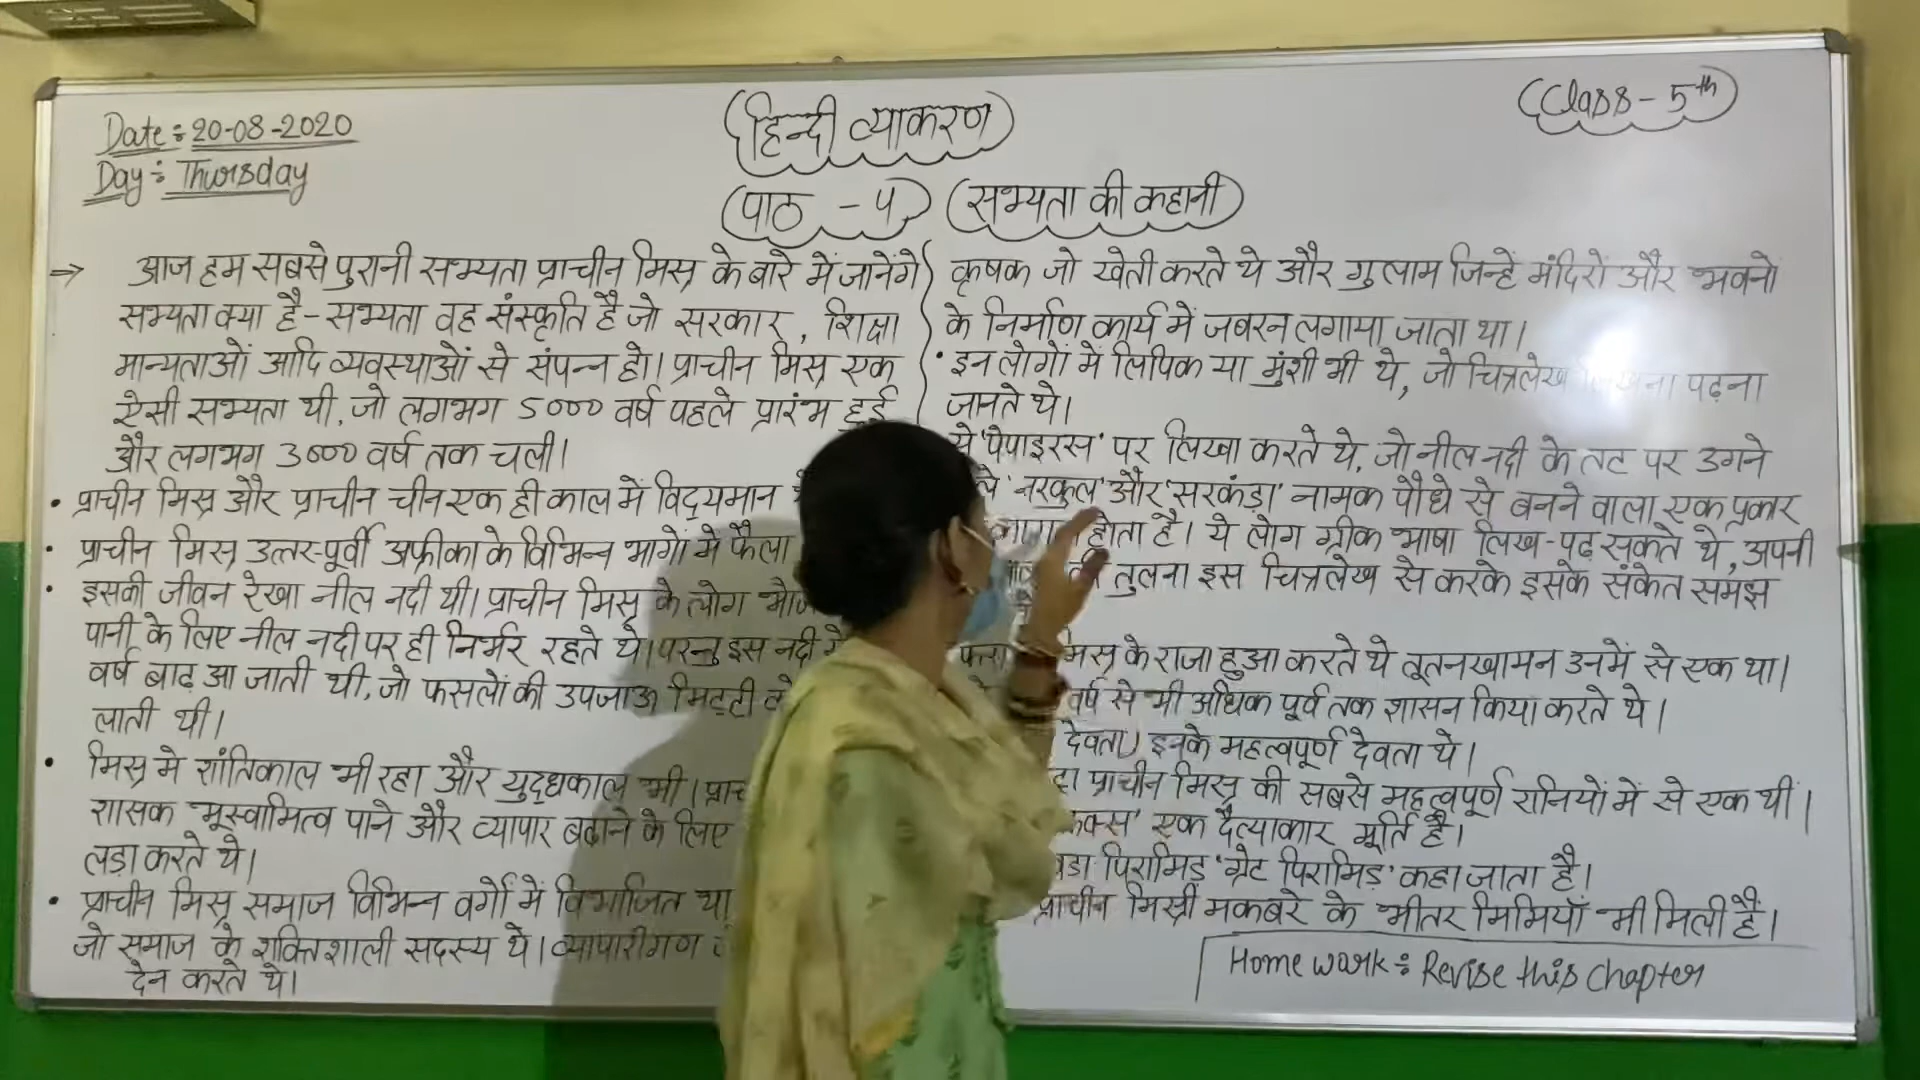 Date : 20-08-2020
Day : Thursday
(हिन्दी व्याकरण)
(Class - 5th)
(पाठ - 4) (सभ्यता की कहानी)
⇒ आज हम सबसे पुरानी सभ्यता प्राचीन मिस्र के बारे में जानेंगे
सभ्यता क्या है - सभ्यता वह संस्कृति है जो सरकार, शिक्षा
मान्यताओं आदि व्यवस्थाओं से संपन्न हो। प्राचीन मिस्र एक
ऐसी सभ्यता थी, जो लगभग 5000 वर्ष पहले प्रारंभ हुई
और लगभग 3000 वर्ष तक चली।
• प्राचीन मिस्र और प्राचीन चीन एक ही काल में विद्यमान
• प्राचीन मिस्र उत्तर-पूर्वी अफ्रीका के विभिन्न भागों में फैला
• इसकी जीवन रेखा नील नदी थी। प्राचीन मिस्र के लोग
पानी के लिए नील नदी पर ही निर्भर रहते थे। परन्तु इस नदी
वर्ष बाढ़ आ जाती थी, जो फसलों की उपजाऊ मिट्टी
लाती थी।
• मिस्र मे शांतिकाल भी रहा और युद्धकाल भी।
शासक भूस्वामित्व पाने और व्यापार बढाने के लिए
लड़ा करते थे।
• प्राचीन मिस्र समाज विभिन्न वर्गों में विभाजित था
जो समाज के शक्तिशाली सदस्य थे। व्यापारीगण
देन करते थे।
कृषक जो खेती करते थे और गुलाम जिन्हें मंदिरों और भवनो
के निर्माण कार्य में जबरन लगाया जाता था।
• इन लोगों में लिपिक या मुंशी भी थे, जो चित्रलेख पढ़ना
जानते थे।
ये 'पेपाइरस' पर लिखा करते थे, जो नील नदी के तट पर उगने
'नरकुल' और 'सरकंड़ा' नामक पौधे से बनने वाला एक प्रकार
होता है। ये लोग ग्रीक भाषा लिख-पढ़ सकते थे, अपनी
तुलना इस चित्रलेख से करके इसके संकेत समझ
मिस्र के राजा हुआ करते थे तूतनखामन उनमें से एक था।
वर्ष से भी अधिक पूर्व तक शासन किया करते थे।
देवता) इनके महत्वपूर्ण देवता थे।
प्राचीन मिस्र की सबसे महत्वपूर्ण रानियों में से एक थी।
एक दैत्याकार मूर्ति है।
पिरामिड़ 'ग्रेट पिरामिड़' कहा जाता है।
प्राचीन मिस्री मकबरे के भीतर ममियाँ भी मिली हैं।
Home work : Revise this chapter